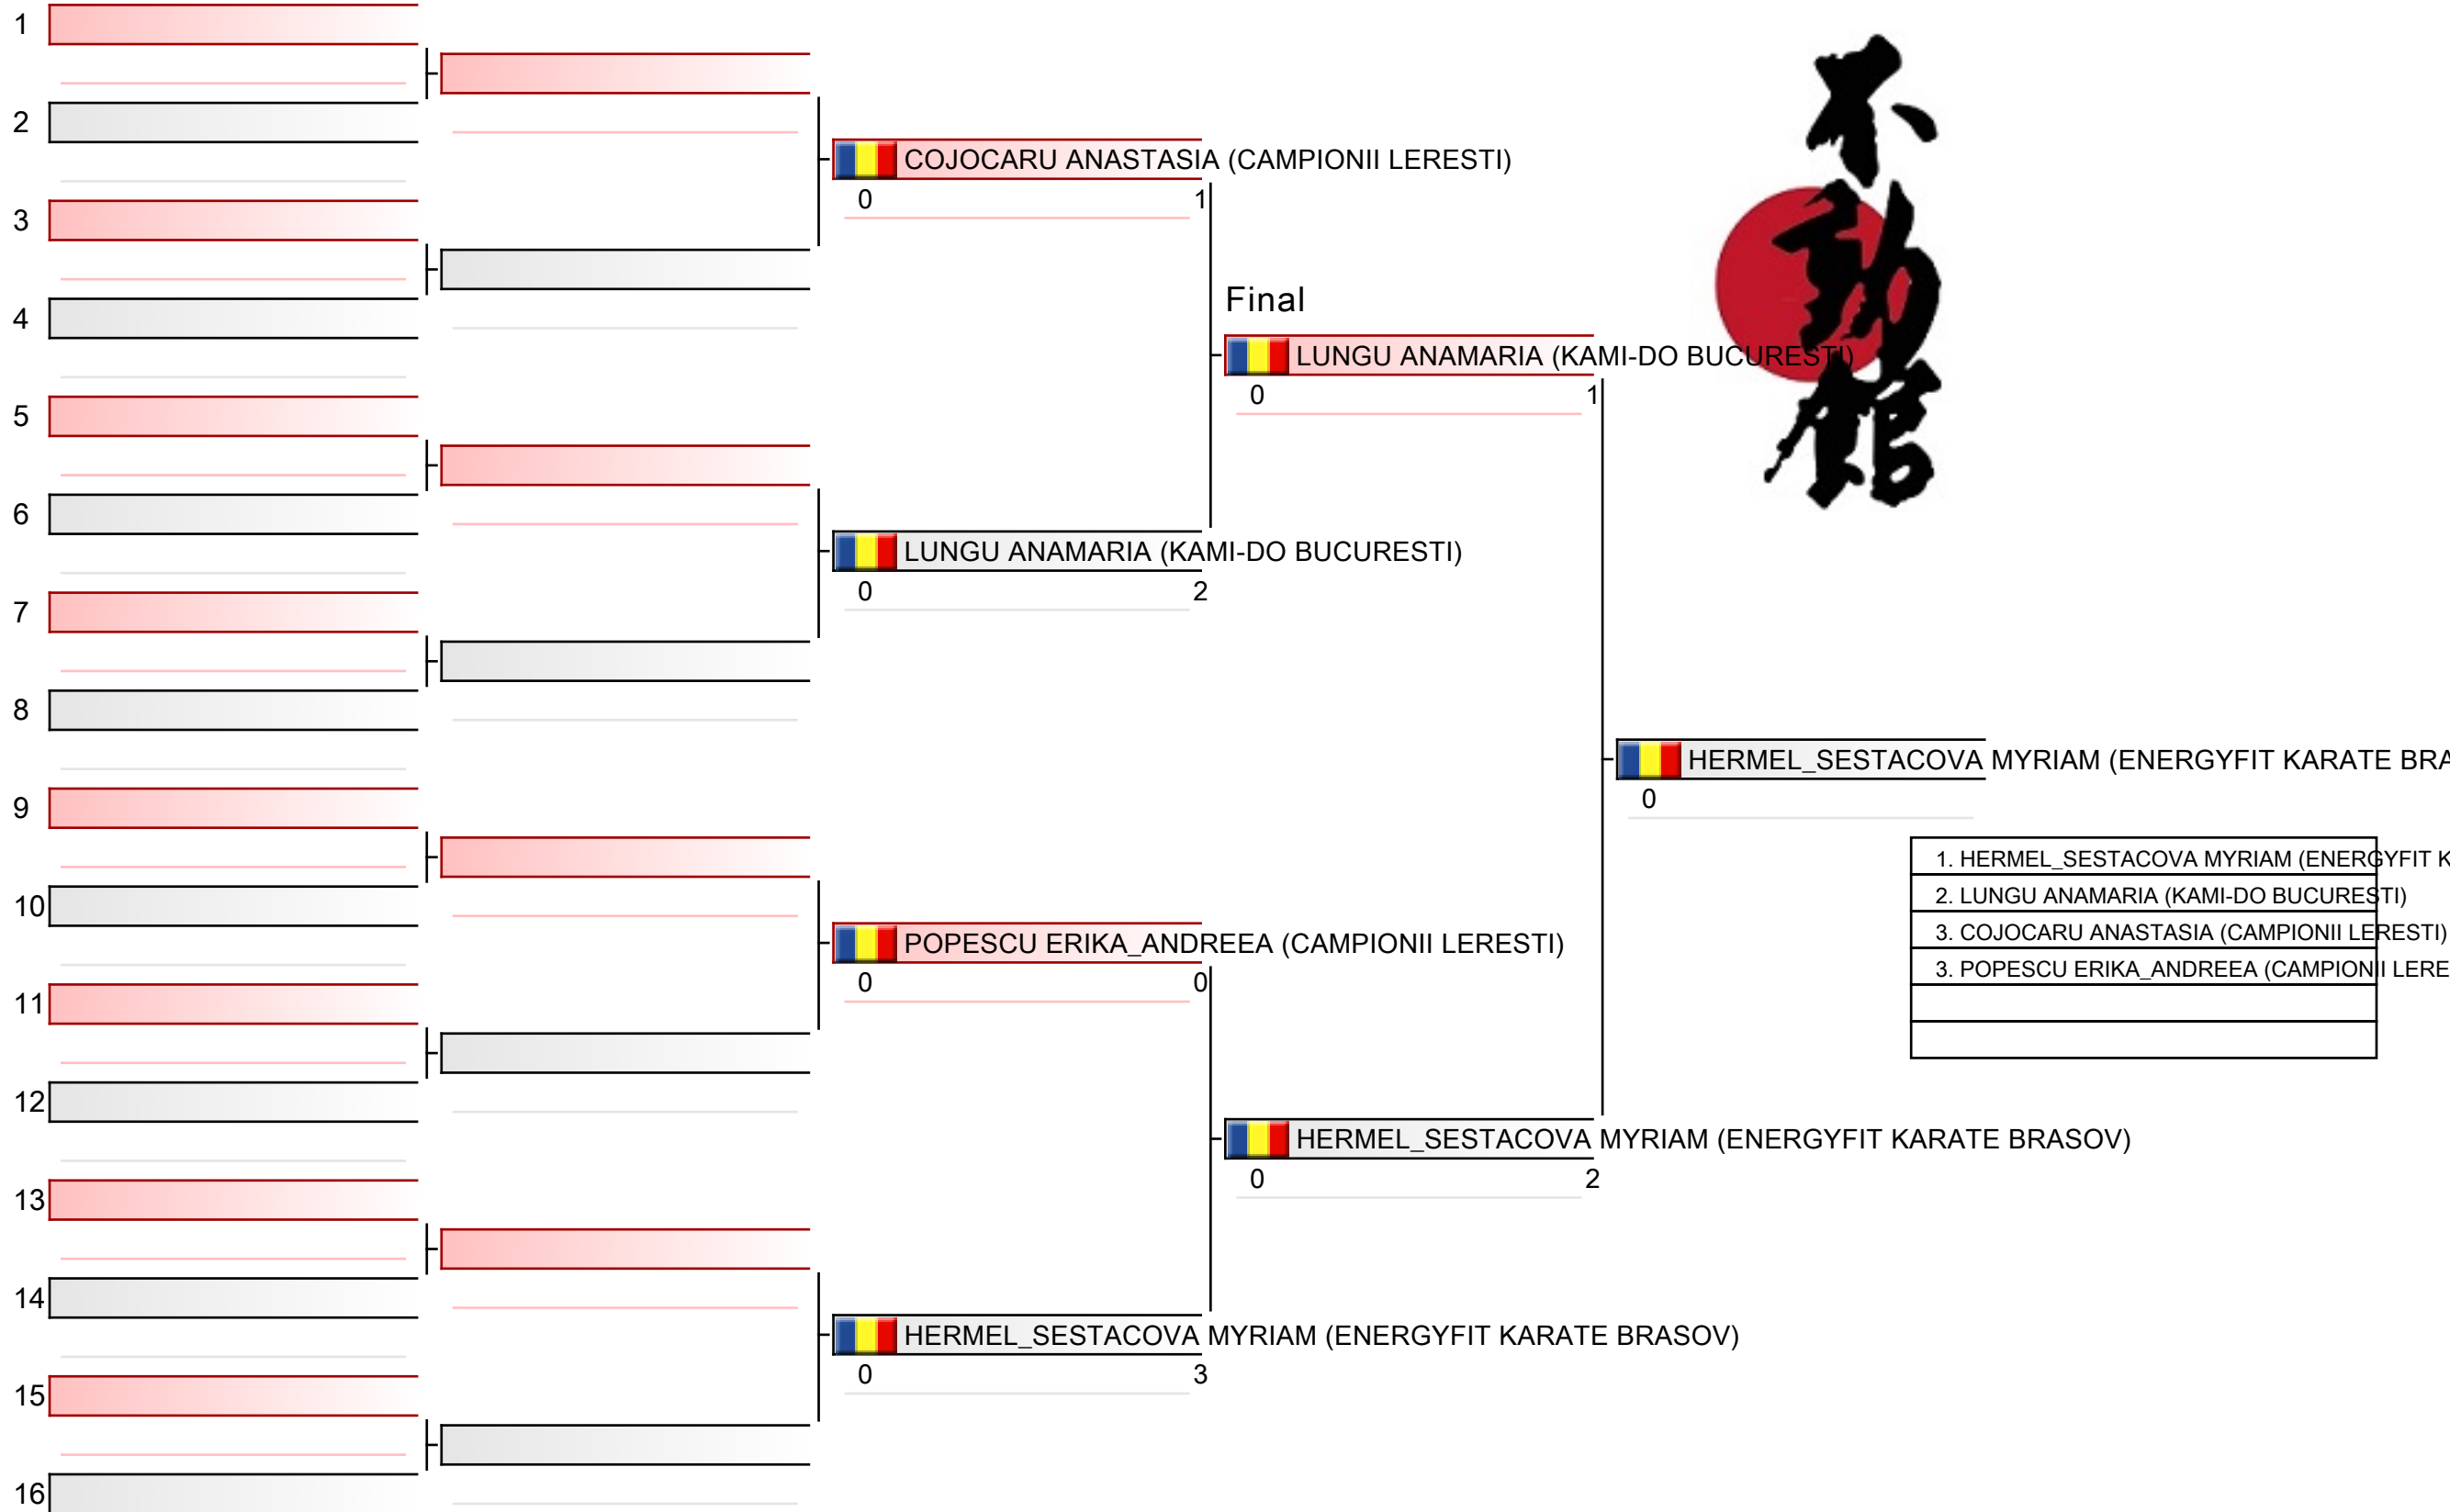 1
2
3
4
5
6
7
8
9
10
11
12
13
14
15
16
COJOCARU ANASTASIA (CAMPIONII LERESTI)
0 1
LUNGU ANAMARIA (KAMI-DO BUCURESTI)
0 2
POPESCU ERIKA_ANDREEA (CAMPIONII LERESTI)
0 0
HERMEL_SESTACOVA MYRIAM (ENERGYFIT KARATE BRASOV)
0 3
Final
LUNGU ANAMARIA (KAMI-DO BUCURESTI)
0 1
HERMEL_SESTACOVA MYRIAM (ENERGYFIT KARATE BRASOV)
0 2
不動館
HERMEL_SESTACOVA MYRIAM (ENERGYFIT KARATE BRA
0
1. HERMEL_SESTACOVA MYRIAM (ENERGYFIT K
2. LUNGU ANAMARIA (KAMI-DO BUCURESTI)
3. COJOCARU ANASTASIA (CAMPIONII LERESTI)
3. POPESCU ERIKA_ANDREEA (CAMPIONII LERE